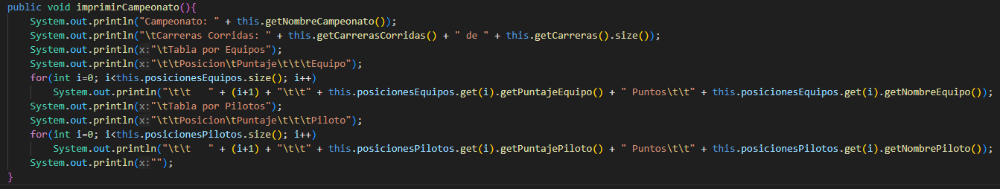 public void imprimirCampeonato(){
    System.out.println("Campeonato: " + this.getNombreCampeonato());
    System.out.println("\tCarreras Corridas: " + this.getCarrerasCorridas() + " de " + this.getCarreras().size());
    System.out.println(x:"\tTabla por Equipos");
    System.out.println(x:"\t\tPosicion\tPuntaje\t\t\tEquipo");
    for(int i=0; i<this.posicionesEquipos.size(); i++)
        System.out.println("\t\t   " + (i+1) + "\t\t" + this.posicionesEquipos.get(i).getPuntajeEquipo() + " Puntos\t\t" + this.posicionesEquipos.get(i).getNombreEquipo());
    System.out.println(x:"\tTabla por Pilotos");
    System.out.println(x:"\t\tPosicion\tPuntaje\t\t\tPiloto");
    for(int i=0; i<this.posicionesPilotos.size(); i++)
        System.out.println("\t\t   " + (i+1) + "\t\t" + this.posicionesPilotos.get(i).getPuntajePiloto() + " Puntos\t\t" + this.posicionesPilotos.get(i).getNombrePiloto());
    System.out.println(x:"");
}